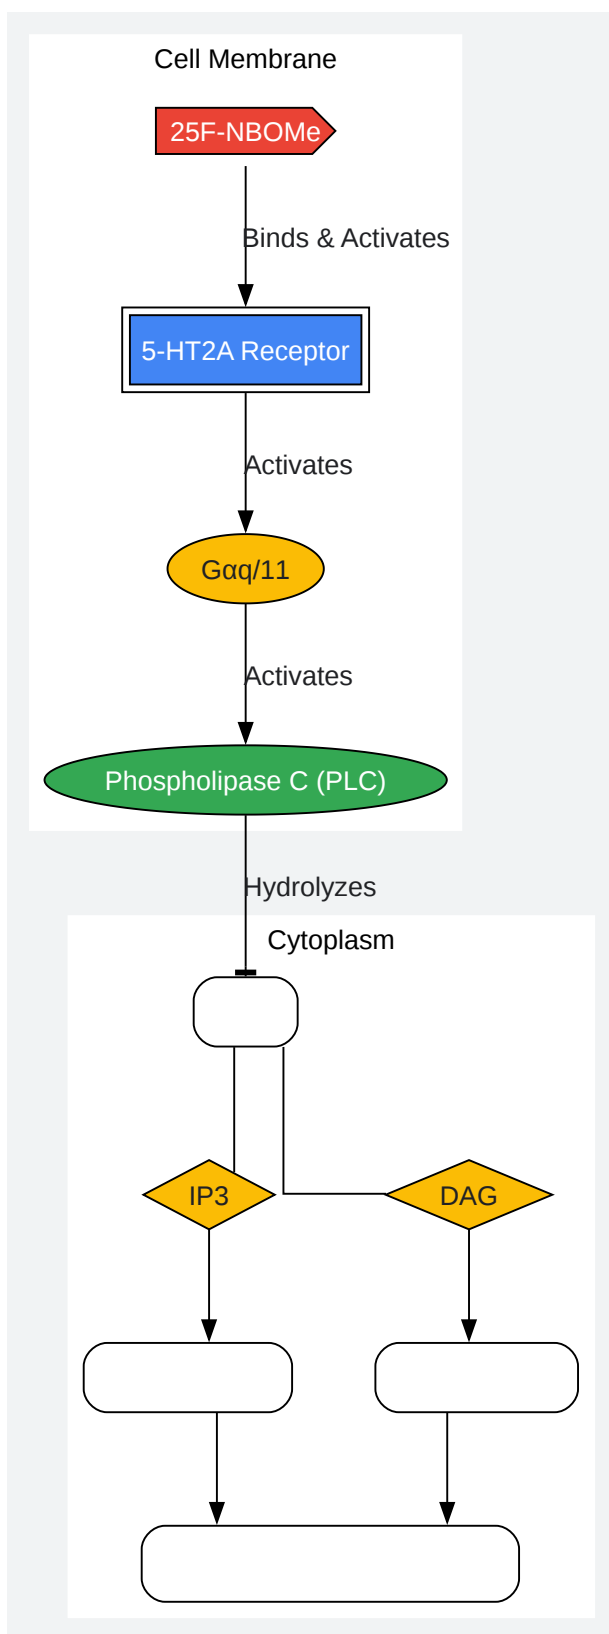 Cell Membrane
25F-NBOMe
Binds & Activates
5-HT2A Receptor
Activates
Gαq/11
Activates
Phospholipase C (PLC)
Hydrolyzes
Cytoplasm
IP3
DAG